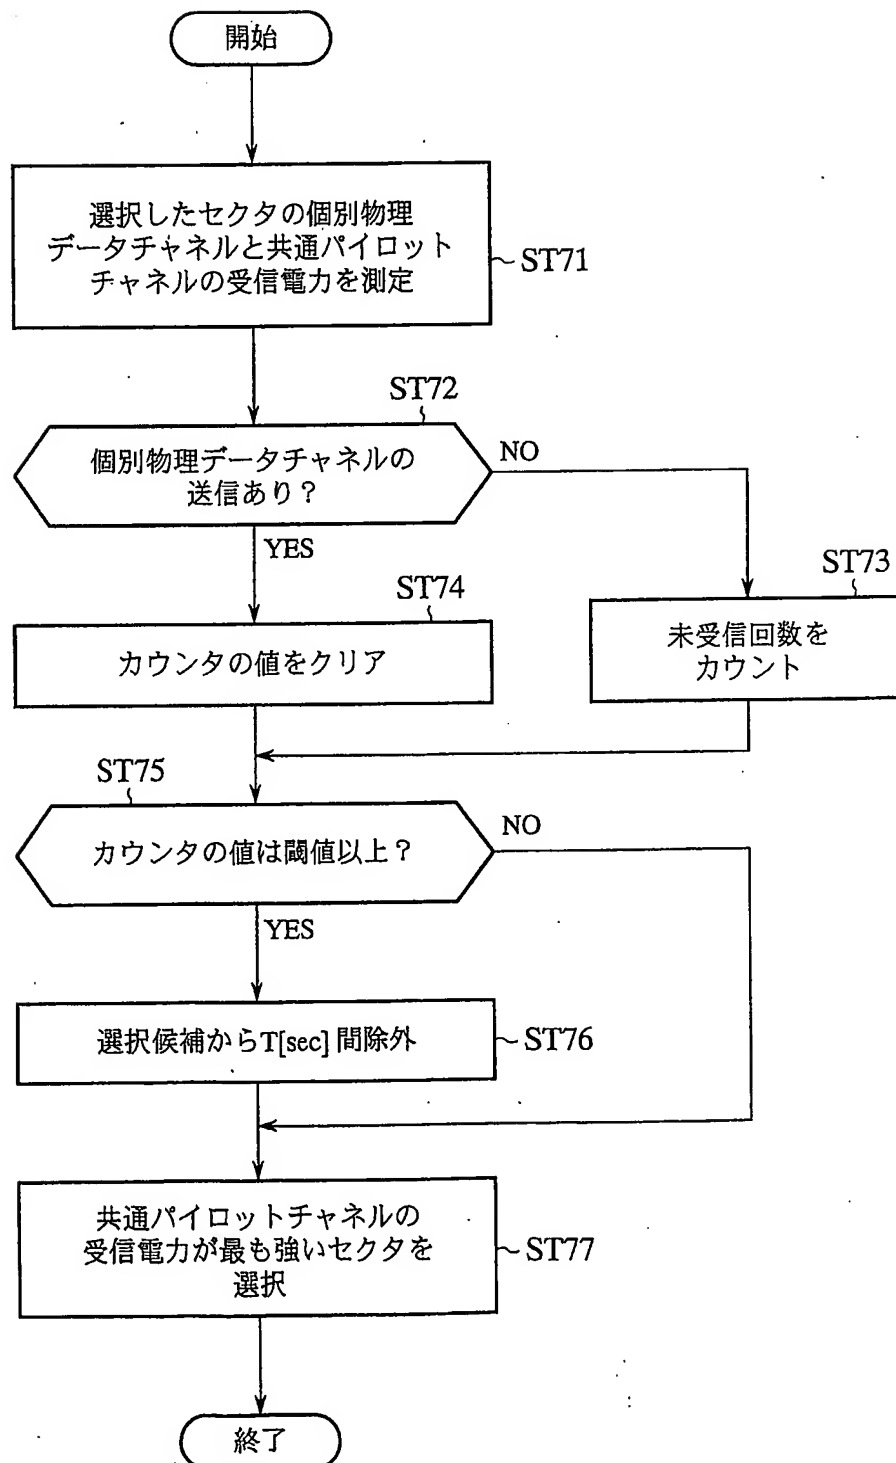 開始
選択したセクタの個別物理
データチャネルと共通パイロット
チャネルの受信電力を測定
ST71
ST72
個別物理データチャネルの
送信あり?
NO
YES
ST73
未受信回数を
カウント
ST74
カウンタの値をクリア
ST75
カウンタの値は閾値以上?
NO
YES
選択候補からT[sec]間除外
ST76
共通パイロットチャネルの
受信電力が最も強いセクタを
選択
ST77
終了